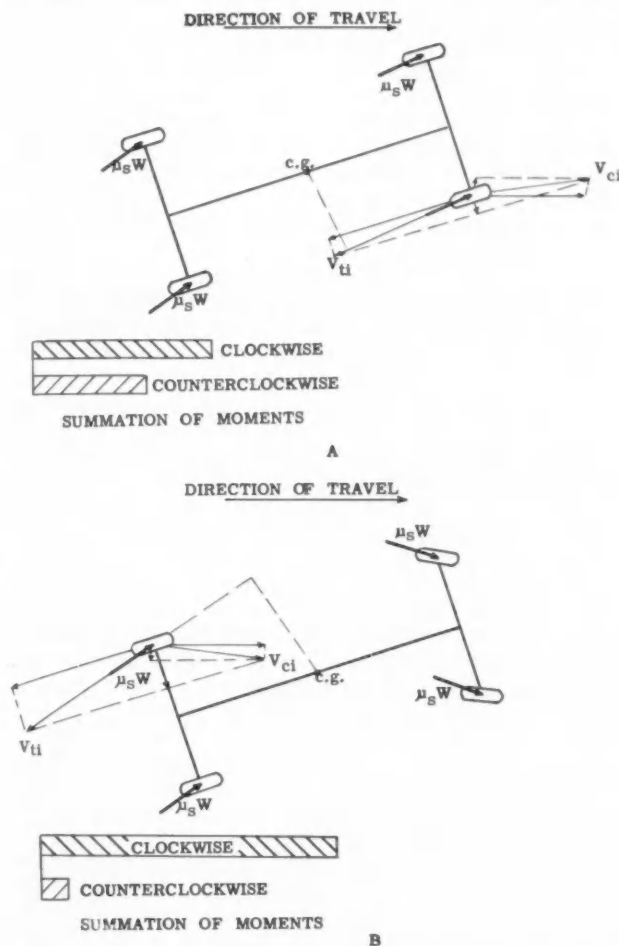 DIRECTION OF TRAVEL
μSW
μSW
c.g.
Vci
Vti
μSW
CLOCKWISE
COUNTERCLOCKWISE
SUMMATION OF MOMENTS
A
DIRECTION OF TRAVEL
μSW
Vci
μSW
c.g.
μSW
Vti
μSW
CLOCKWISE
COUNTERCLOCKWISE
SUMMATION OF MOMENTS
B